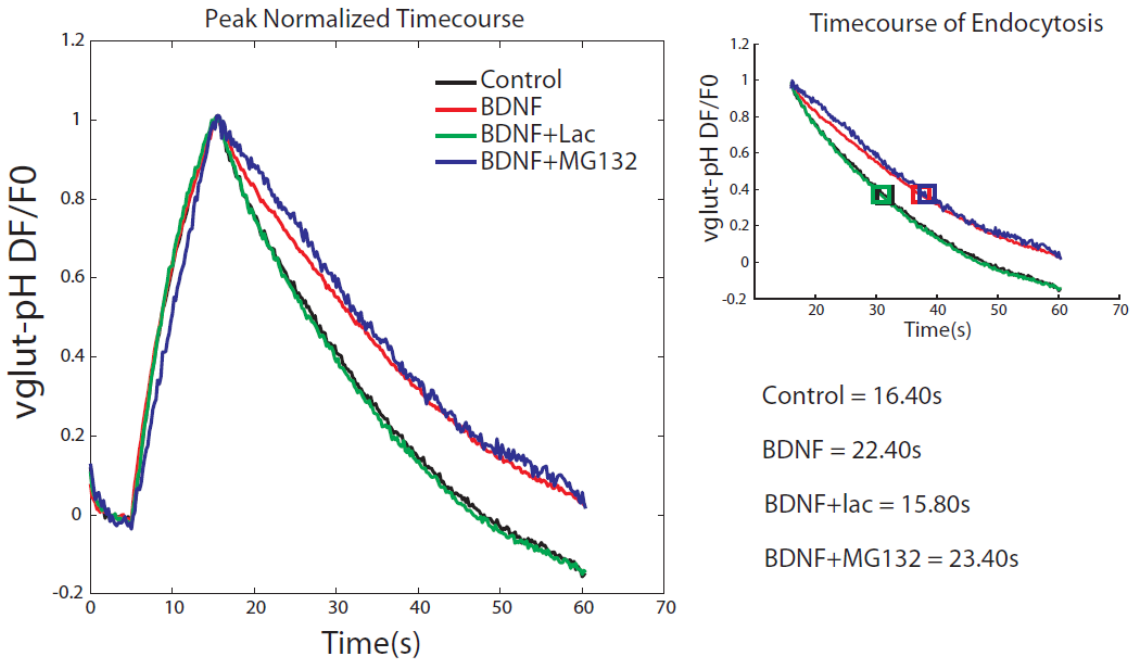 Peak Normalized Timecourse
1.2
1
0.8
0.6
0.4
0.2
0
-0.2
vglut-pH DF/F0
0 10 20 30 40 50 60 70
Time(s)
Control
BDNF
BDNF+Lac
BDNF+MG132
Timecourse of Endocytosis
1.2
1
0.8
0.6
0.4
0.2
0
-0.2
vglut-pH DF/F0
20 30 40 50 60 70
Time(s)
Control = 16.40s
BDNF = 22.40s
BDNF+lac = 15.80s
BDNF+MG132 = 23.40s